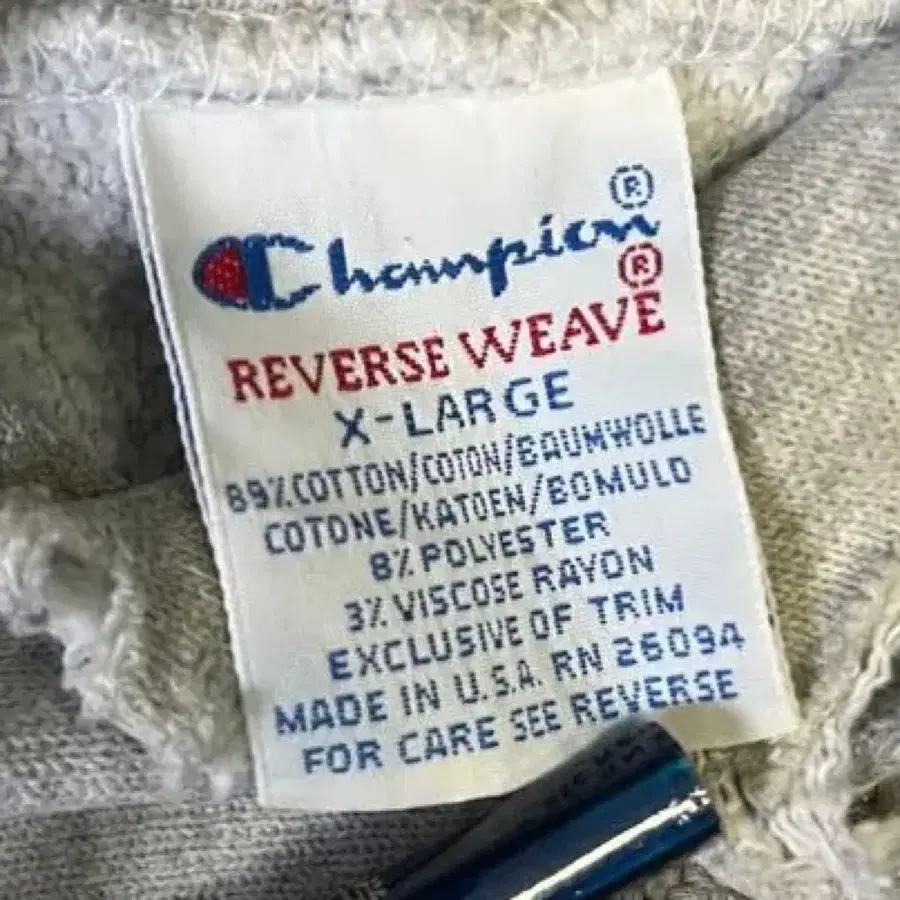 Champion®
REVERSE WEAVE®
X-LARGE
89% COTTON/COTON/BAUMWOLLE
COTONE/KATOEN/BOMULD
8% POLYESTER
3% VISCOSE RAYON
EXCLUSIVE OF TRIM
MADE IN U.S.A. RN 26094
FOR CARE SEE REVERSE